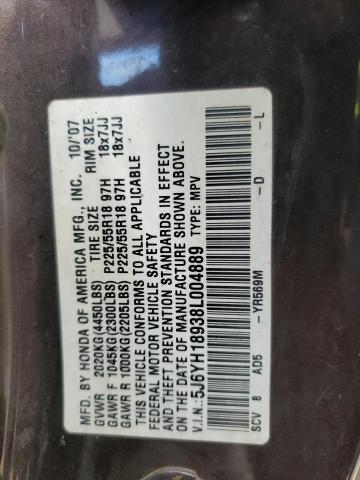 MFD. BY HONDA OF AMERICA MFG., INC. 10/'07
GVWR 2020KG(4450LBS) TIRE SIZE RIM SIZE
GAWR F 1045KG(2300LBS) P225/55R18 97H 18x7JJ
GAWR R 1000KG(2205LBS) P225/55R18 97H 18x7JJ
THIS VEHICLE CONFORMS TO ALL APPLICABLE
FEDERAL MOTOR VEHICLE SAFETY
AND THEFT PREVENTION STANDARDS IN EFFECT
ON THE DATE OF MANUFACTURE SHOWN ABOVE.
V.I.N.: 5J6YH18938L004889 TYPE: MPV
SCV 8 AD5 —YR569M —D —L